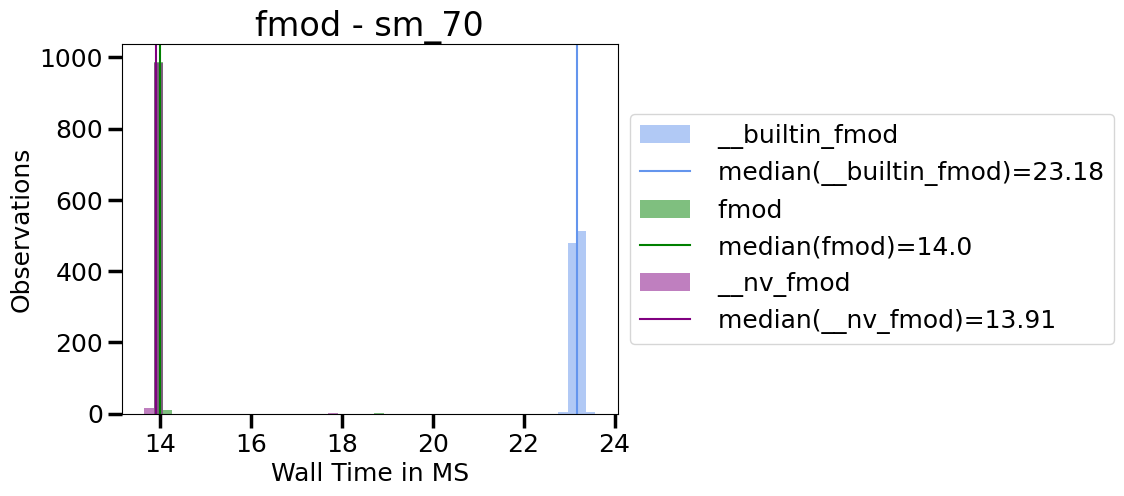 fmod - sm_70
1000
800
600
400
200
0
Observations
14
16
18
20
22
24
Wall Time in MS
__builtin_fmod
median(__builtin_fmod)=23.18
fmod
median(fmod)=14.0
__nv_fmod
median(__nv_fmod)=13.91